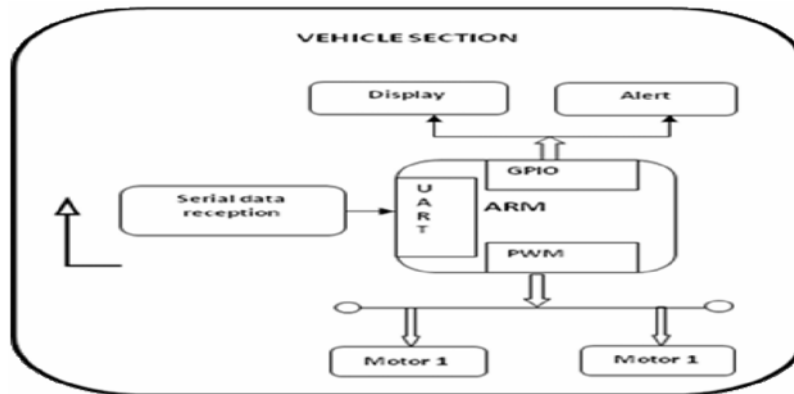 VEHICLE SECTION
Display
Alert
GPIO
Serial data
reception
U
A
R
T
ARM
PWM
Motor 1
Motor 1